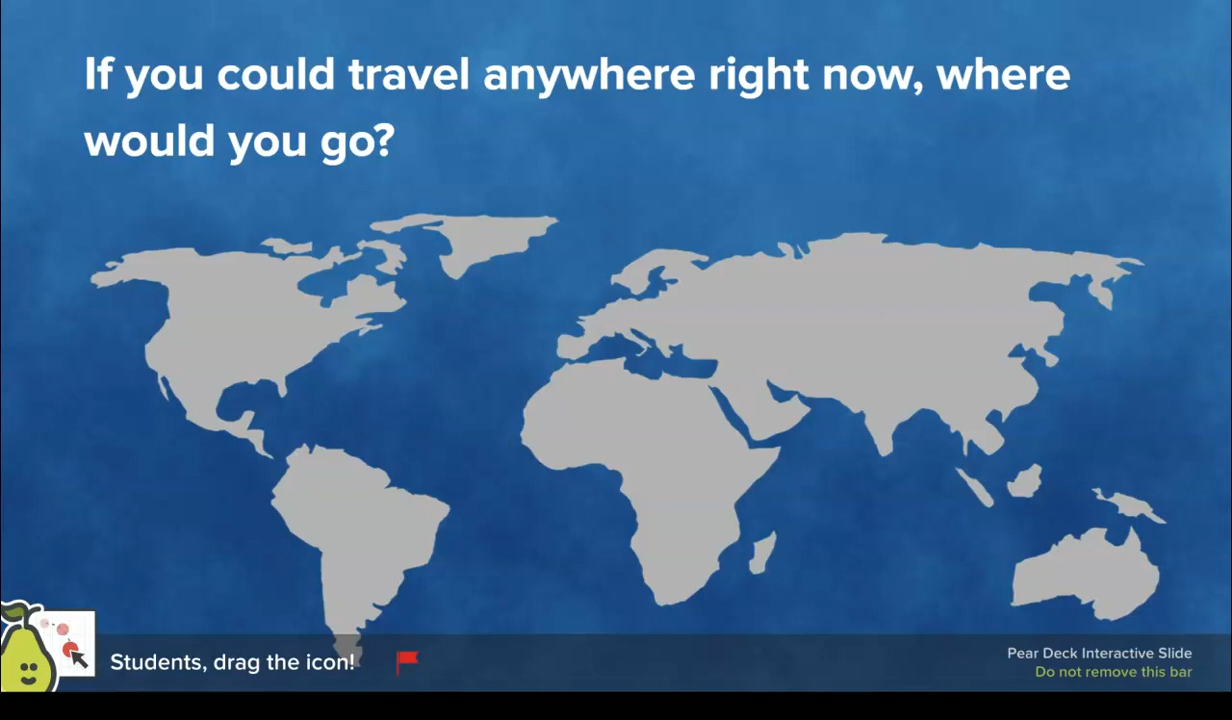 If you could travel anywhere right now, where
would you go?
Students, drag the icon!
Pear Deck Interactive Slide
Do not remove this bar